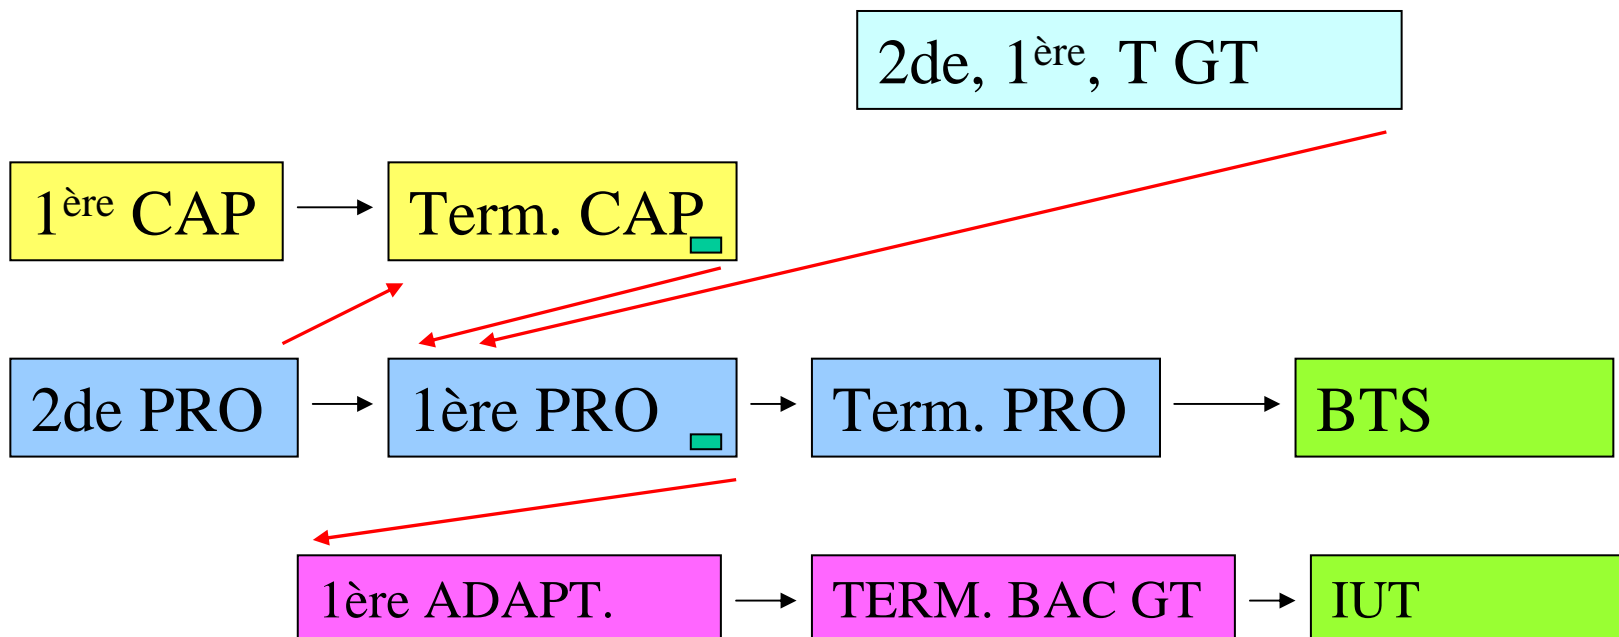 2de, 1ère, T GT
1ère CAP
Term. CAP
2de PRO
1ère PRO
Term. PRO
BTS
1ère ADAPT.
TERM. BAC GT
IUT